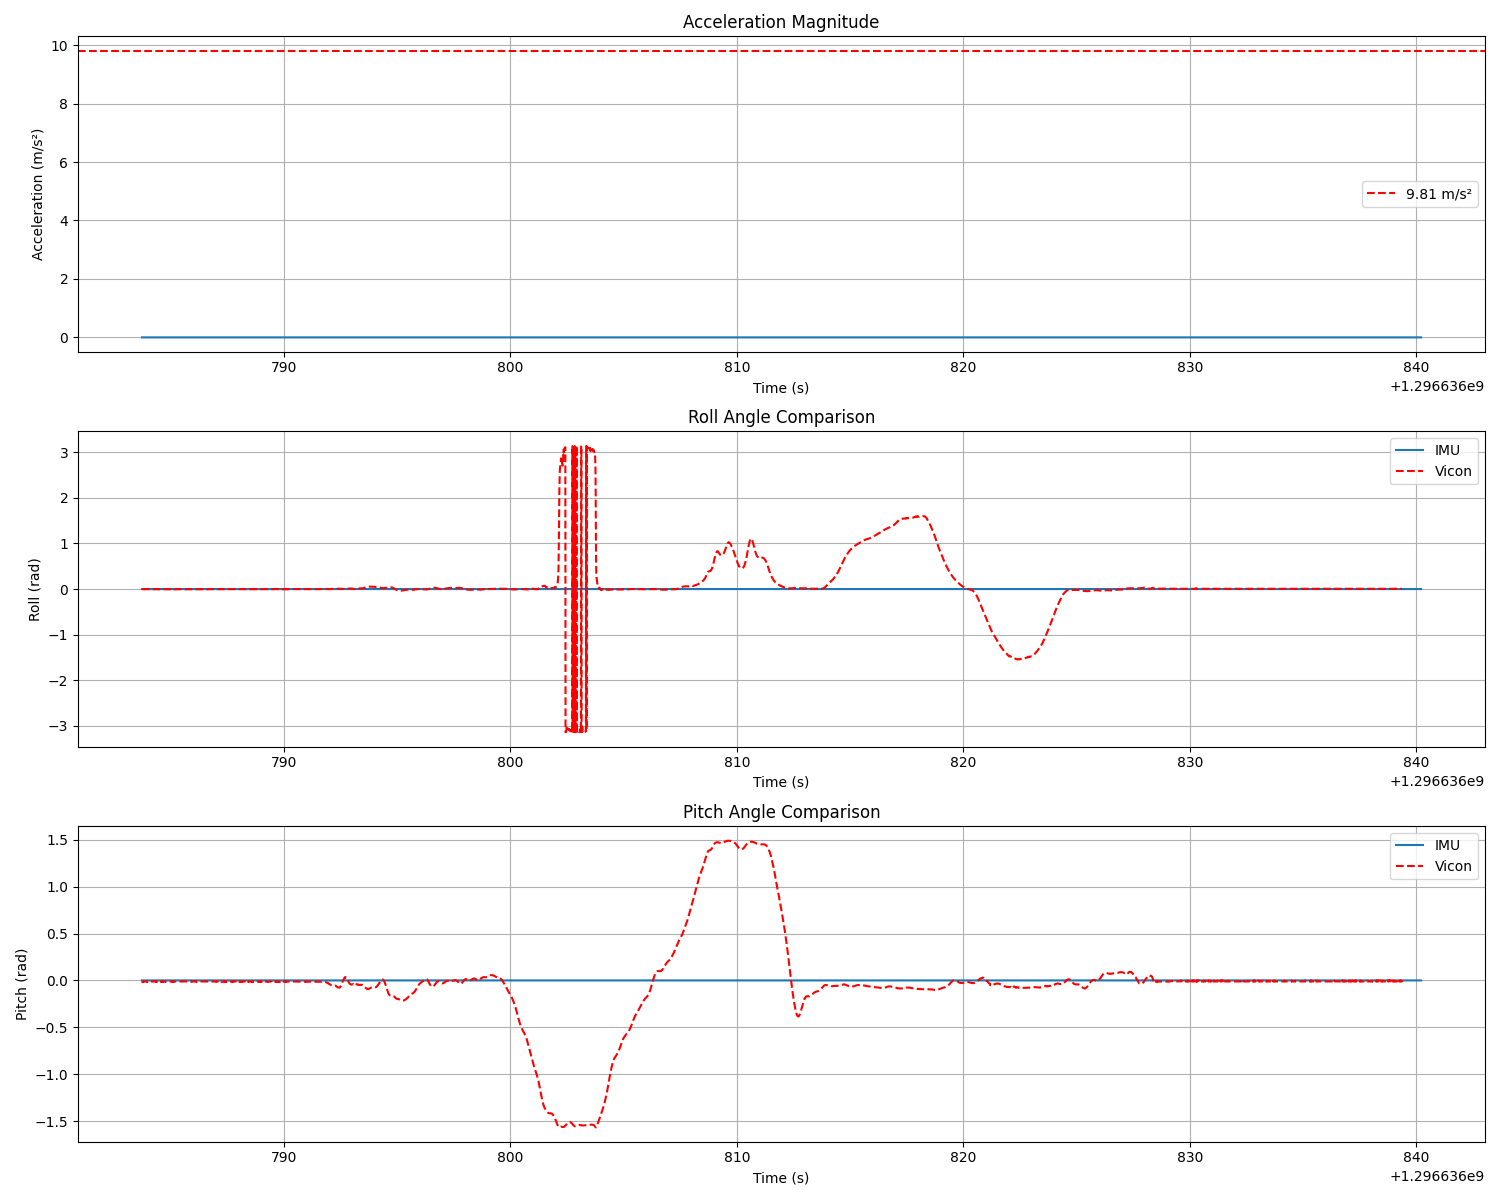 Acceleration Magnitude
Acceleration (m/s²)
10
8
6
4
2
0
9.81 m/s²
790 800 810 820 830 840
Time (s)
+1.296636e9
Roll Angle Comparison
Roll (rad)
3
2
1
0
−1
−2
−3
IMU
Vicon
790 800 810 820 830 840
Time (s)
+1.296636e9
Pitch Angle Comparison
Pitch (rad)
1.5
1.0
0.5
0.0
−0.5
−1.0
−1.5
IMU
Vicon
790 800 810 820 830 840
Time (s)
+1.296636e9